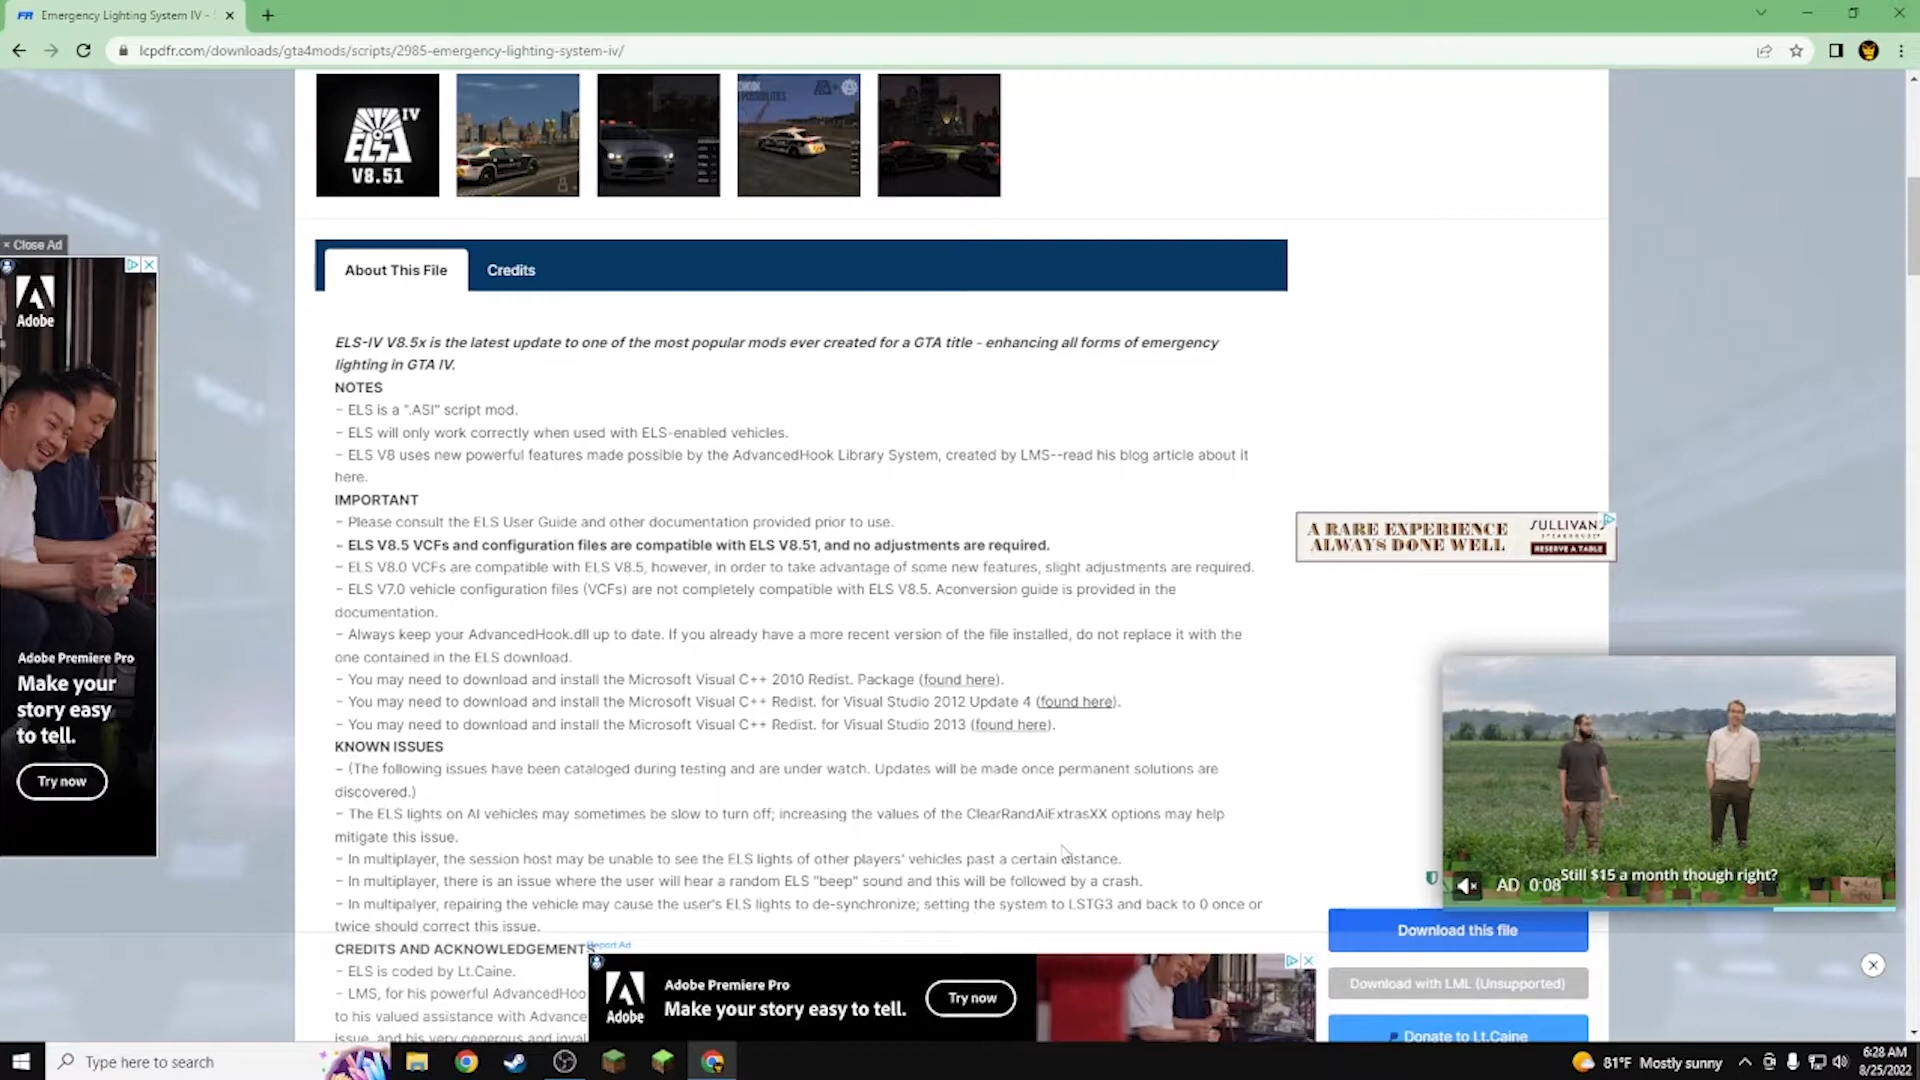 Emergency Lighting System IV -
lcpdfr.com/downloads/gta4mods/scripts/2985-emergency-lighting-system-iv/
IV
ELS
V8.51
× Close Ad
Adobe
Adobe Premiere Pro
Make your
story easy
to tell.
Try now
About This File
Credits
ELS-IV V8.5x is the latest update to one of the most popular mods ever created for a GTA title - enhancing all forms of emergency
lighting in GTA IV.
NOTES
- ELS is a ".ASI" script mod.
- ELS will only work correctly when used with ELS-enabled vehicles.
- ELS V8 uses new powerful features made possible by the AdvancedHook Library System, created by LMS--read his blog article about it
here.
IMPORTANT
- Please consult the ELS User Guide and other documentation provided prior to use.
- ELS V8.5 VCFs and configuration files are compatible with ELS V8.51, and no adjustments are required.
- ELS V8.0 VCFs are compatible with ELS V8.5, however, in order to take advantage of some new features, slight adjustments are required.
- ELS V7.0 vehicle configuration files (VCFs) are not completely compatible with ELS V8.5. Aconversion guide is provided in the
documentation.
- Always keep your AdvancedHook.dll up to date. If you already have a more recent version of the file installed, do not replace it with the
one contained in the ELS download.
- You may need to download and install the Microsoft Visual C++ 2010 Redist. Package (found here).
- You may need to download and install the Microsoft Visual C++ Redist. for Visual Studio 2012 Update 4 (found here).
- You may need to download and install the Microsoft Visual C++ Redist. for Visual Studio 2013 (found here).
KNOWN ISSUES
- (The following issues have been cataloged during testing and are under watch. Updates will be made once permanent solutions are
discovered.)
- The ELS lights on AI vehicles may sometimes be slow to turn off; increasing the values of the ClearRandAiExtrasXX options may help
mitigate this issue.
- In multiplayer, the session host may be unable to see the ELS lights of other players' vehicles past a certain distance.
- In multiplayer, there is an issue where the user will hear a random ELS "beep" sound and this will be followed by a crash.
- In multipalyer, repairing the vehicle may cause the user's ELS lights to de-synchronize; setting the system to LSTG3 and back to 0 once or
twice should correct this issue.
CREDITS AND ACKNOWLEDGEMENTS
- ELS is coded by Lt.Caine.
- LMS, for his powerful AdvancedHoo
to his valued assistance with Advance
issue, and his very generous and
A RARE EXPERIENCE
ALWAYS DONE WELL
SULLIVAN'
STEAKHOUSE
RESERVE A TABLE
AD 0:08
Still $15 a month though right?
Download this file
Download with LML (Unsupported)
Donate to Lt.Caine
Report Ad
Adobe
Adobe Premiere Pro
Make your story easy to tell.
Try now
Type here to search
81°F Mostly sunny
6:28 AM
8/25/2022